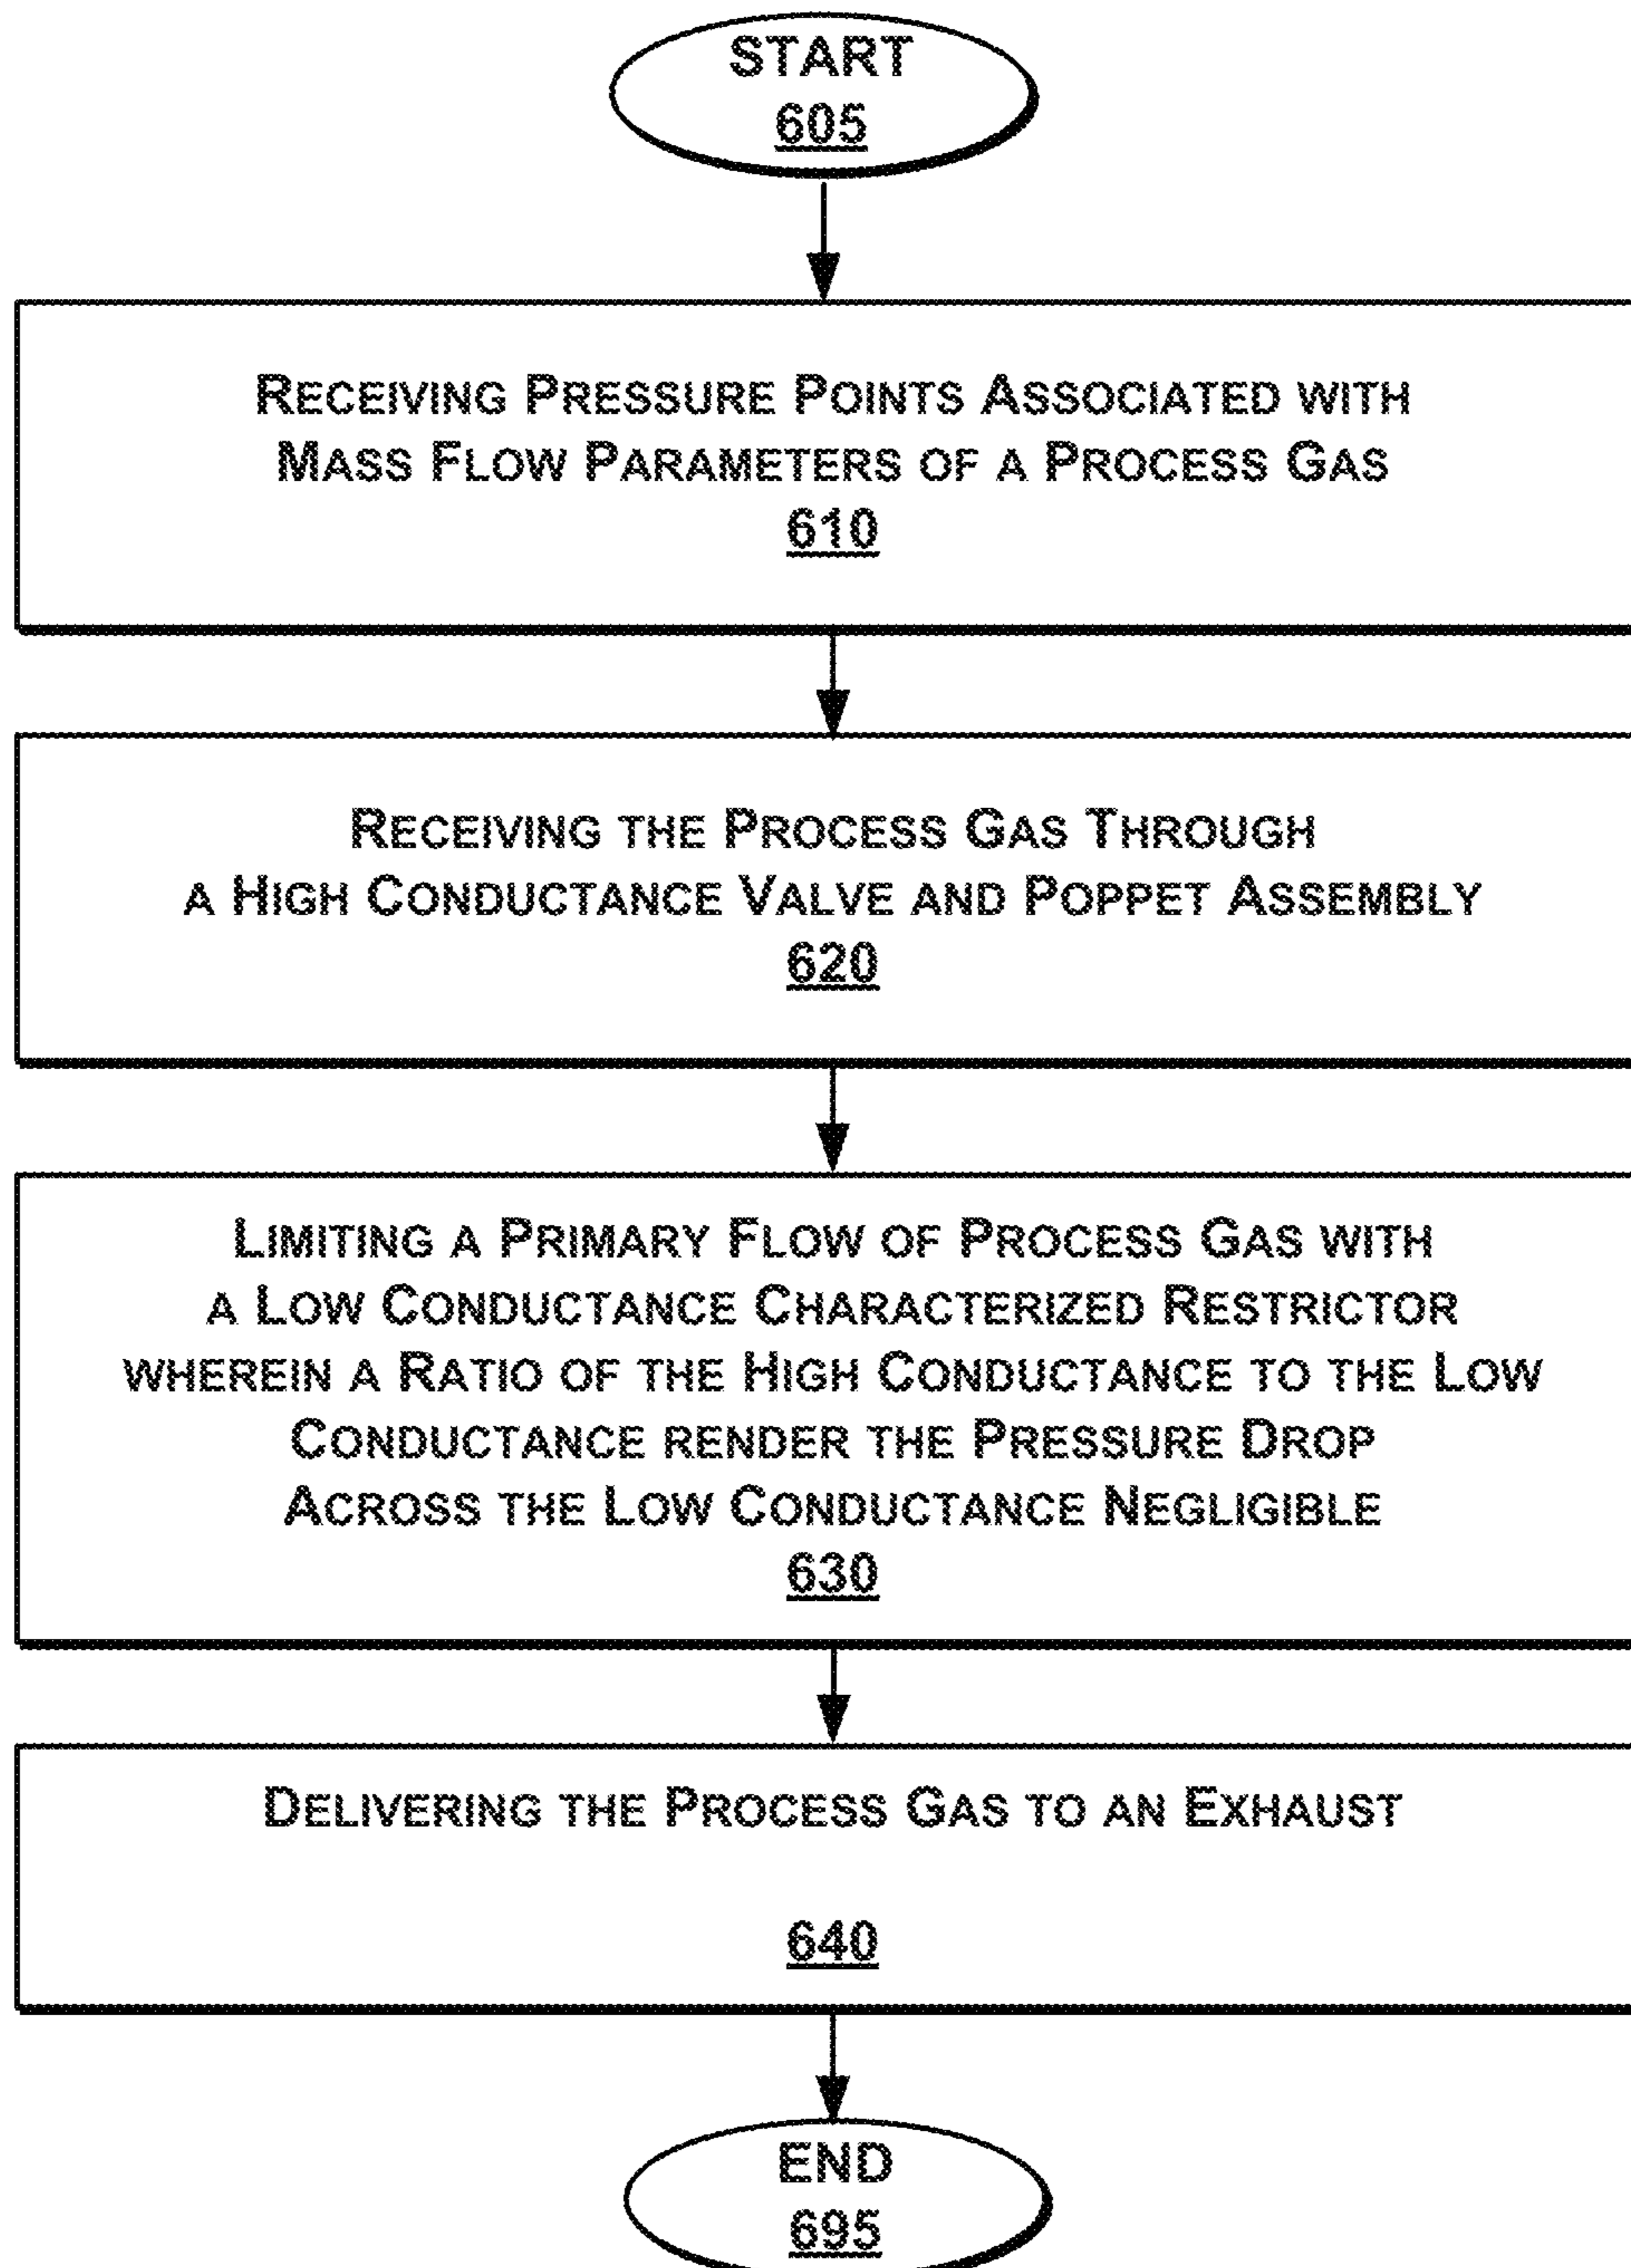 START
605
RECEIVING PRESSURE POINTS ASSOCIATED WITH
MASS FLOW PARAMETERS OF A PROCESS GAS
610
RECEIVING THE PROCESS GAS THROUGH
A HIGH CONDUCTANCE VALVE AND POPPET ASSEMBLY
620
LIMITING A PRIMARY FLOW OF PROCESS GAS WITH
A LOW CONDUCTANCE CHARACTERIZED RESTRICTOR
WHEREIN A RATIO OF THE HIGH CONDUCTANCE TO THE LOW
CONDUCTANCE RENDER THE PRESSURE DROP
ACROSS THE LOW CONDUCTANCE NEGLIGIBLE
630
DELIVERING THE PROCESS GAS TO AN EXHAUST
640
END
695